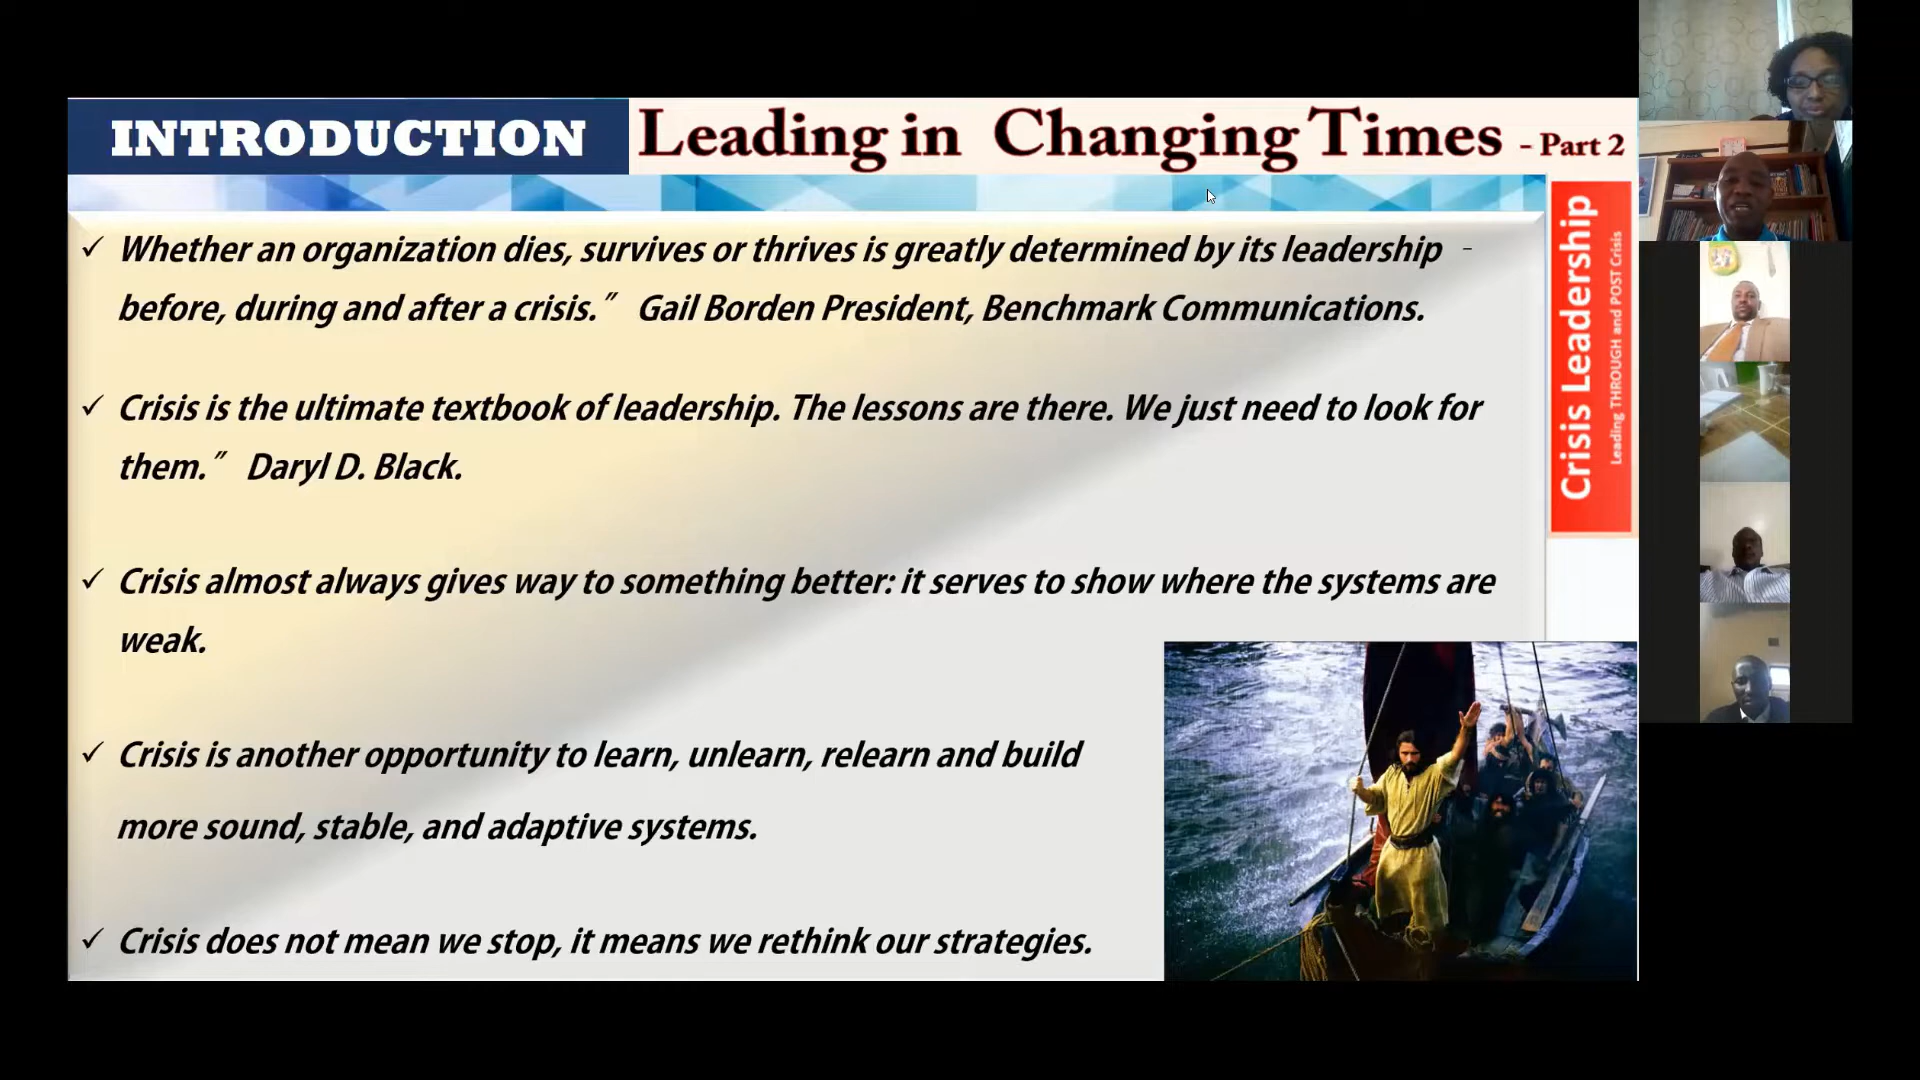 INTRODUCTION
Leading in Changing Times - Part 2
✓ Whether an organization dies, survives or thrives is greatly determined by its leadership -
before, during and after a crisis.” Gail Borden President, Benchmark Communications.
✓ Crisis is the ultimate textbook of leadership. The lessons are there. We just need to look for
them.” Daryl D. Black.
✓ Crisis almost always gives way to something better: it serves to show where the systems are
weak.
✓ Crisis is another opportunity to learn, unlearn, relearn and build
more sound, stable, and adaptive systems.
✓ Crisis does not mean we stop, it means we rethink our strategies.
Crisis Leadership
Leading THROUGH and POST Crisis